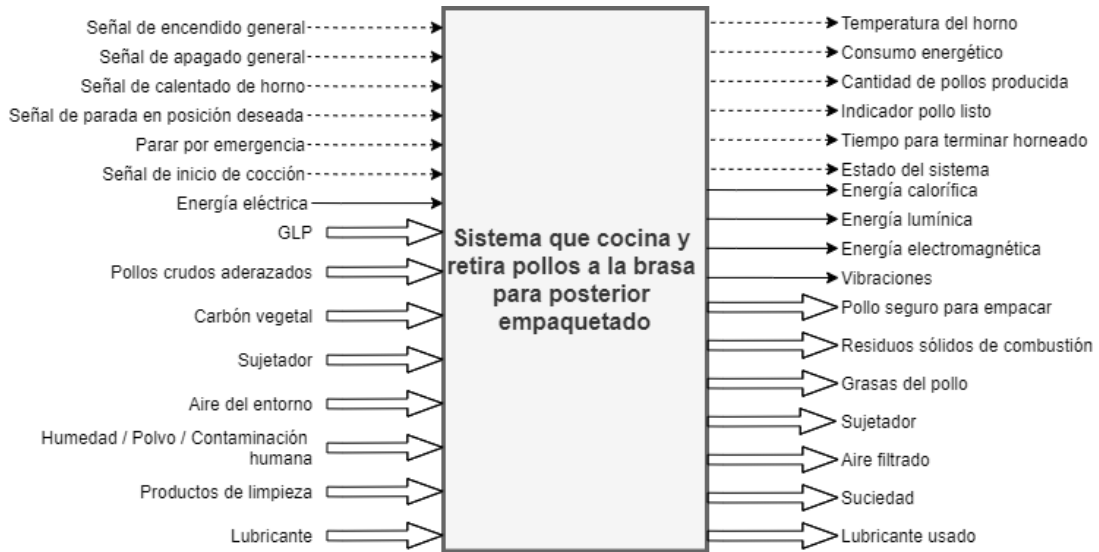 Señal de encendido general
Señal de apagado general
Señal de calentado de horno
Señal de parada en posición deseada
Parar por emergencia
Señal de inicio de cocción
Energía eléctrica
GLP
Pollos crudos aderazados
Carbón vegetal
Sujetador
Aire del entorno
Humedad / Polvo / Contaminación
humana
Productos de limpieza
Lubricante
Sistema que cocina y
retira pollos a la brasa
para posterior
empaquetado
Temperatura del horno
Consumo energético
Cantidad de pollos producida
Indicador pollo listo
Tiempo para terminar horneado
Estado del sistema
Energía calorífica
Energía lumínica
Energía electromagnética
Vibraciones
Pollo seguro para empacar
Residuos sólidos de combustión
Grasas del pollo
Sujetador
Aire filtrado
Suciedad
Lubricante usado